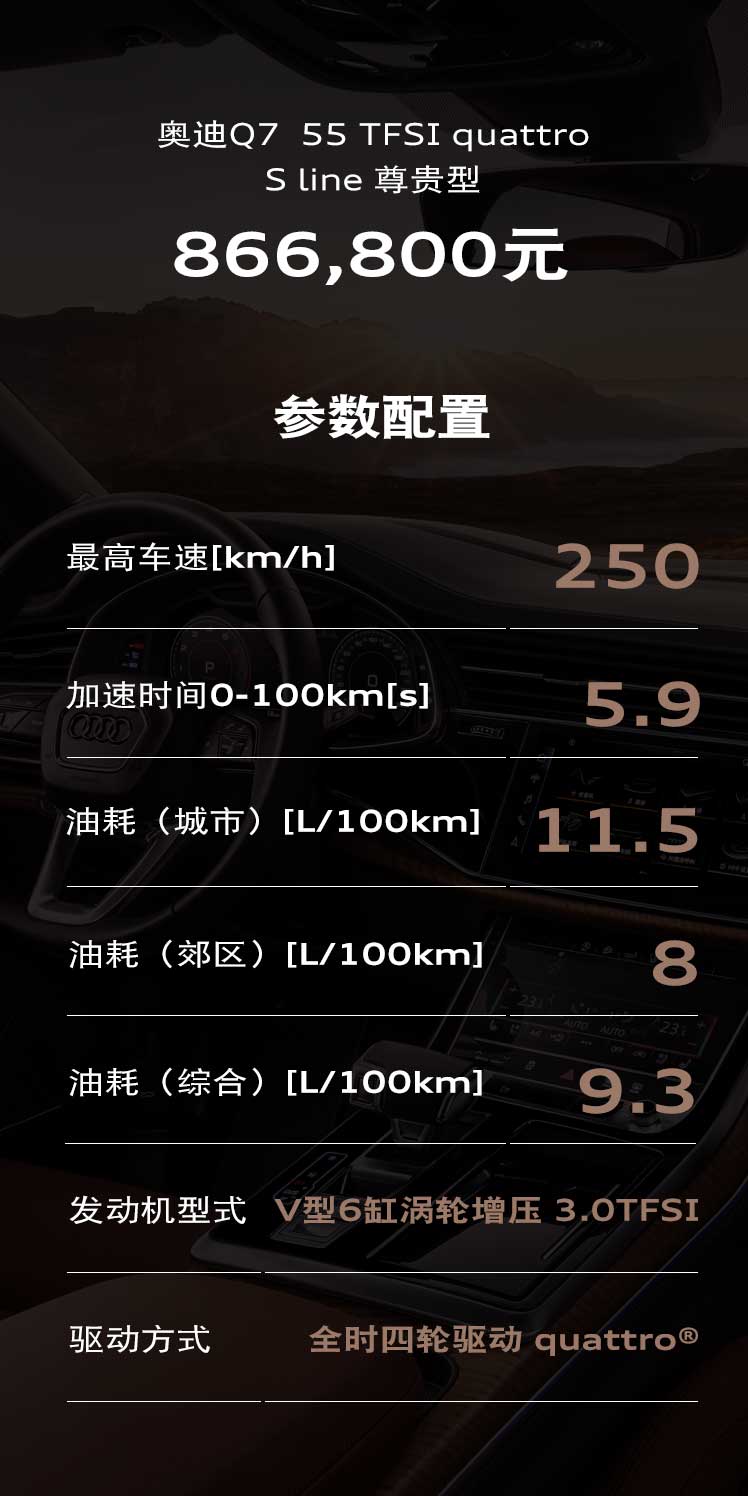 奥迪Q7 55 TFSI quattro
S line 尊贵型
866,800元
参数配置
最高车速[km/h] 250
加速时间0-100km[s] 5.9
油耗（城市）[L/100km] 11.5
油耗（郊区）[L/100km] 8
油耗（综合）[L/100km] 9.3
发动机型式 V型6缸涡轮增压 3.0TFSI
驱动方式 全时四轮驱动 quattro®